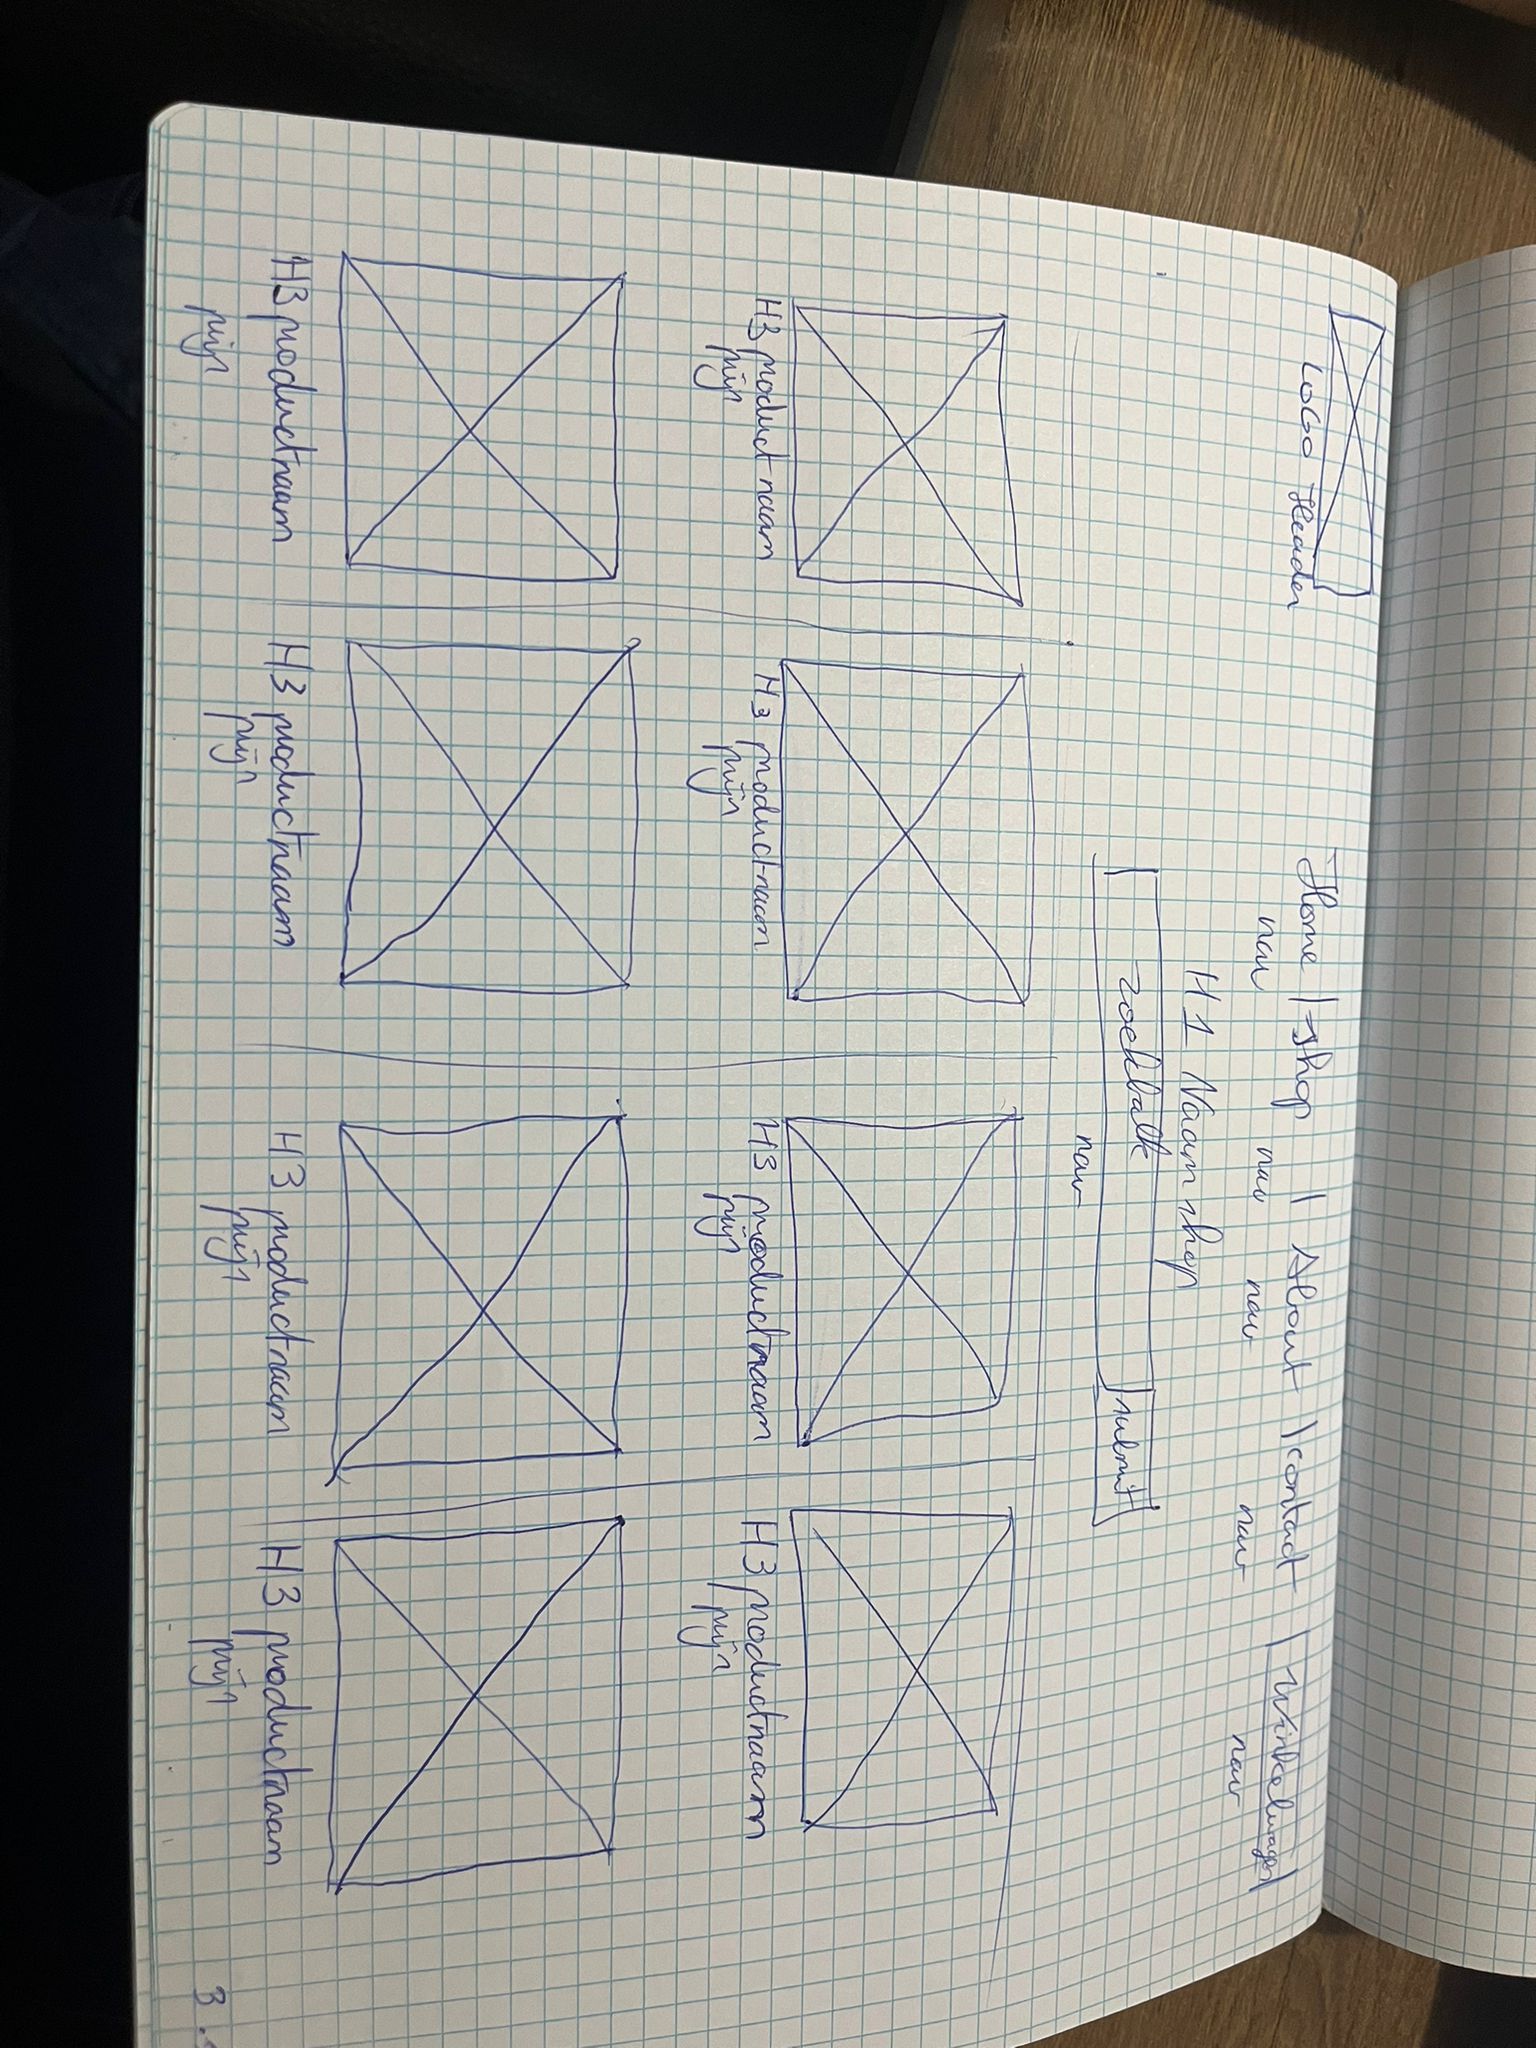 LOGO Header
Home | shop | About | contact | Winkelwagen
nav nav nav nav nav
H1 Naam shop
zoekbalk submit
nav
H3 productnaam H3 productnaam H3 productnaam H3 productnaam
prijs prijs prijs prijs
H3 productnaam H3 productnaam H3 productnaam H3 productnaam
prijs prijs prijs prijs
3.